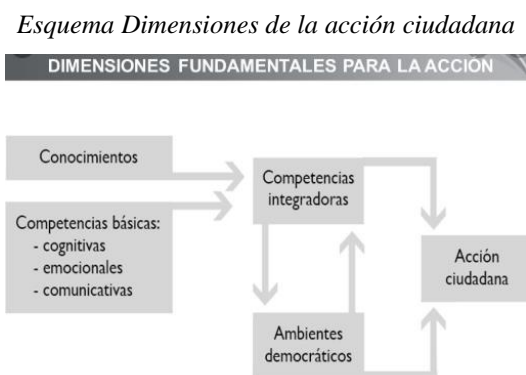 Esquema Dimensiones de la acción ciudadana
DIMENSIONES FUNDAMENTALES PARA LA ACCIÓN
Conocimientos
Competencias básicas:
- cognitivas
- emocionales
- comunicativas
Competencias
integradoras
Ambientes
democráticos
Acción
ciudadana